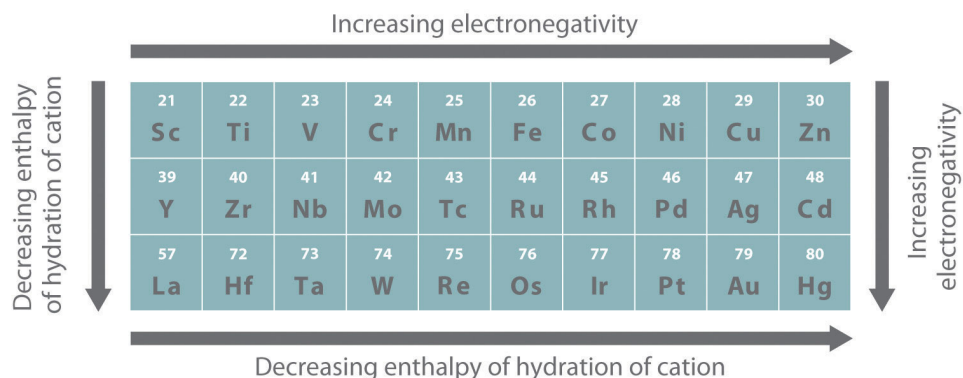 Increasing electronegativity
Decreasing enthalpy
of hydration of cation
21 22 23 24 25 26 27 28 29 30
Sc Ti V Cr Mn Fe Co Ni Cu Zn
39 40 41 42 43 44 45 46 47 48
Y Zr Nb Mo Tc Ru Rh Pd Ag Cd
57 72 73 74 75 76 77 78 79 80
La Hf Ta W Re Os Ir Pt Au Hg
Increasing
electronegativity
Decreasing enthalpy of hydration of cation